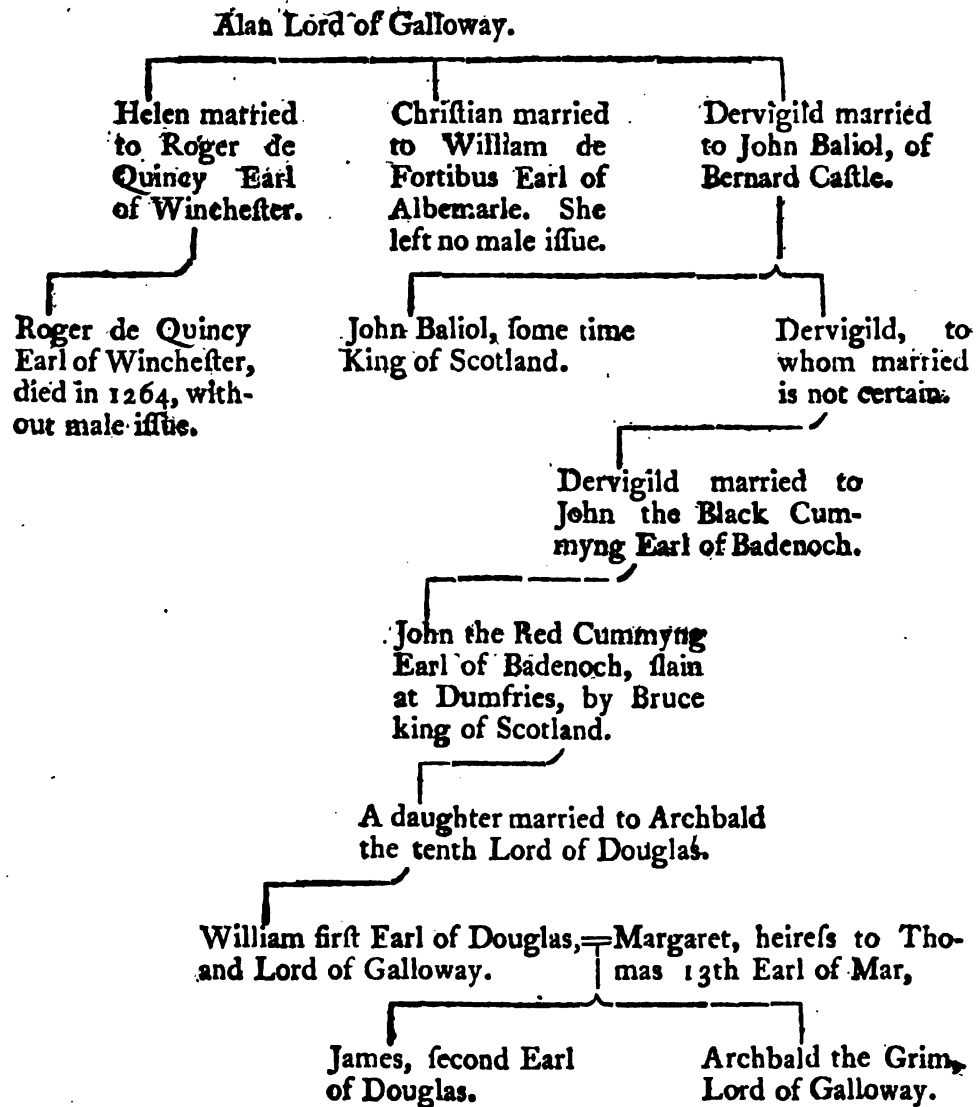 Alan Lord of Galloway.
Helen married
to Roger de
Quincy Earl
of Wincheſter.
Chriſtian married
to William de
Fortibus Earl of
Albemarle. She
left no male iſſue.
Dervigild married
to John Baliol, of
Bernard Caſtle.
Roger de Quincy
Earl of Wincheſter,
died in 1264, with-
out male iſſue.
John Baliol, ſome time
King of Scotland.
Dervigild, to
whom married
is not certain.
Dervigild married to
John the Black Cum-
myng Earl of Badenoch.
John the Red Cummyng
Earl of Badenoch, ſlain
at Dumfries, by Bruce
king of Scotland.
A daughter married to Archbald
the tenth Lord of Douglas.
William firſt Earl of Douglas,
and Lord of Galloway.
Margaret, heireſs to Tho-
mas 13th Earl of Mar,
James, ſecond Earl
of Douglas.
Archbald the Grim,
Lord of Galloway.